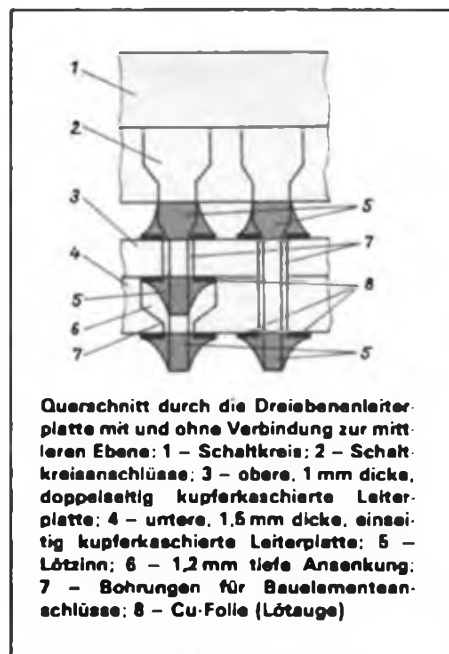 1
2
3
4
5
6
7
5
7
8
5
Querschnitt durch die Dreiebenenleiter-
platte mit und ohne Verbindung zur mitt-
leren Ebene: 1 – Schaltkreis; 2 – Schalt-
kreisanschlüsse; 3 – obere, 1 mm dicke,
doppelseitig kupferkaschierte Leiter-
platte; 4 – untere, 1,5 mm dicke, einsei-
tig kupferkaschierte Leiterplatte; 5 –
Lötzinn; 6 – 1,2 mm tiefe Ansenkung;
7 – Bohrungen für Bauelementean-
schlüsse; 8 – Cu-Folie (Lötauge)